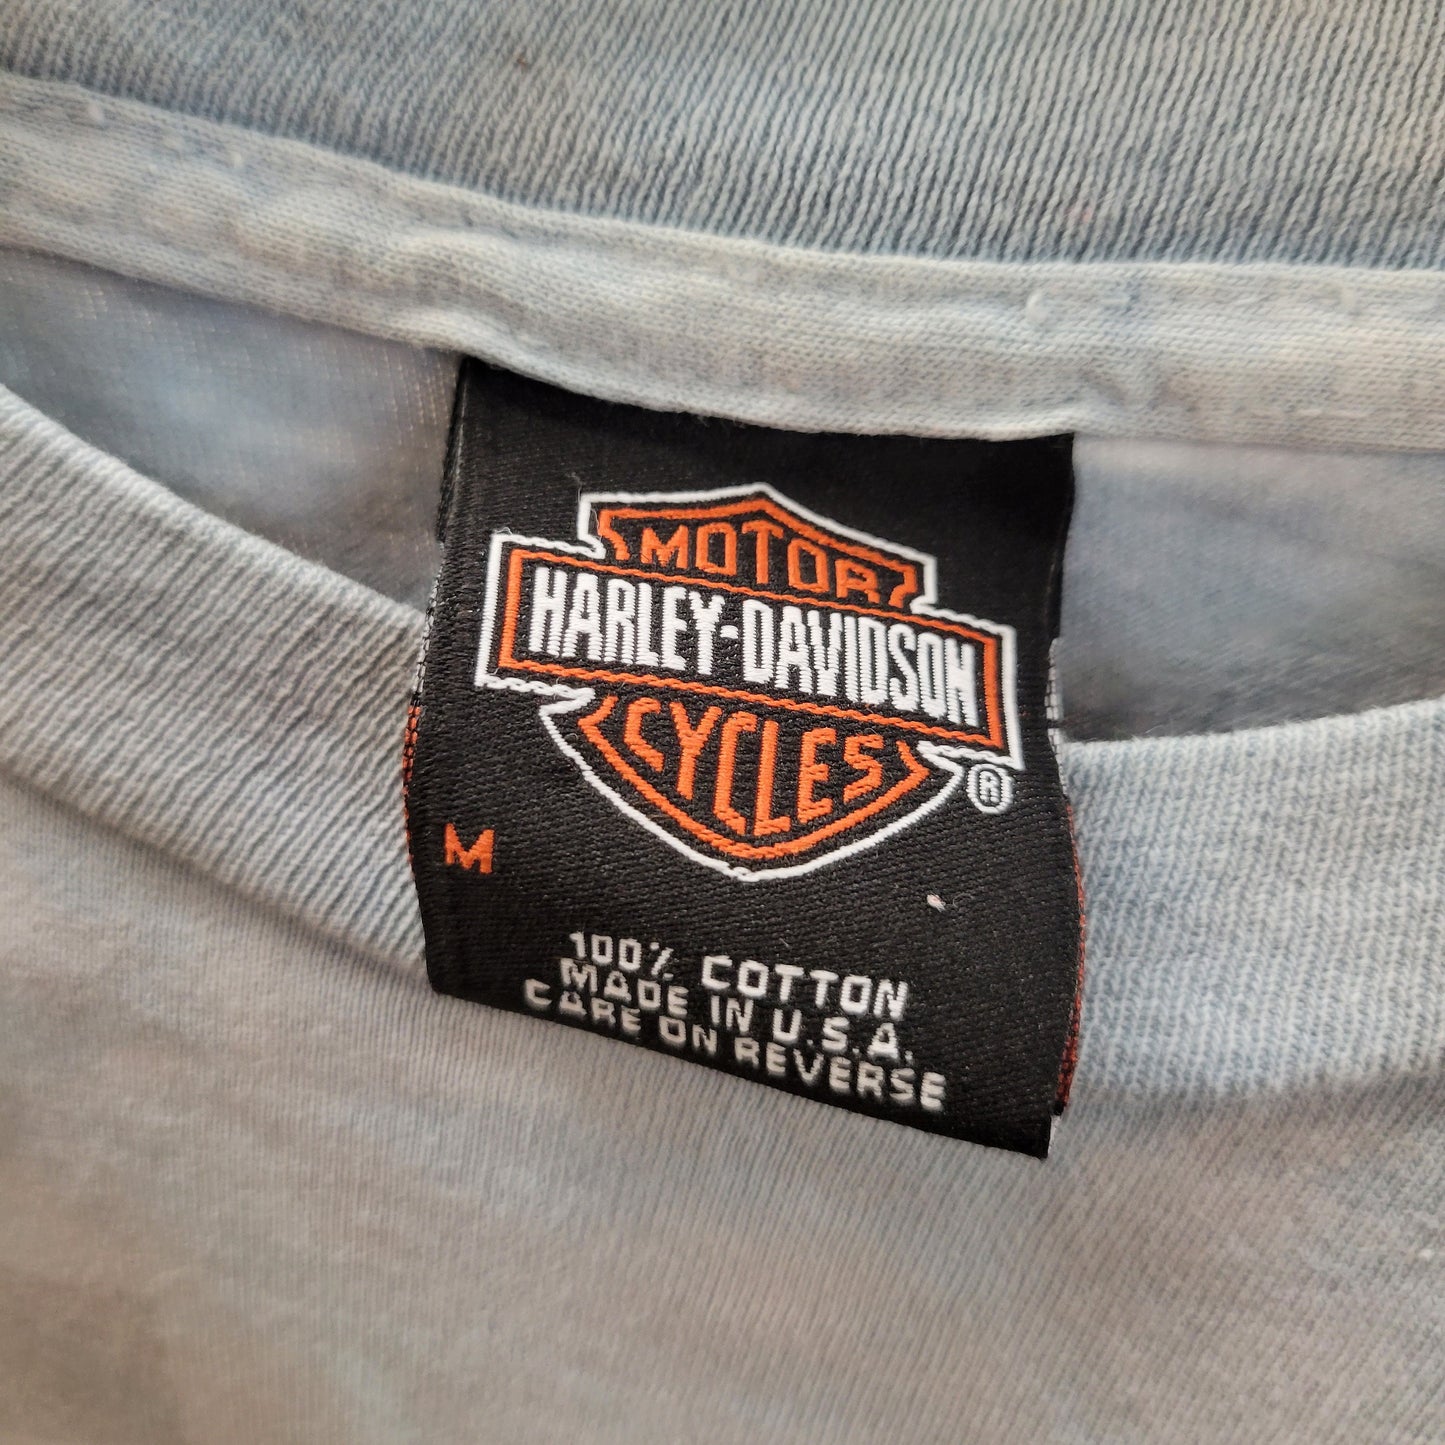 MOTOR
HARLEY-DAVIDSON
CYCLES
®
M
100% COTTON
MADE IN U.S.A.
CARE ON REVERSE